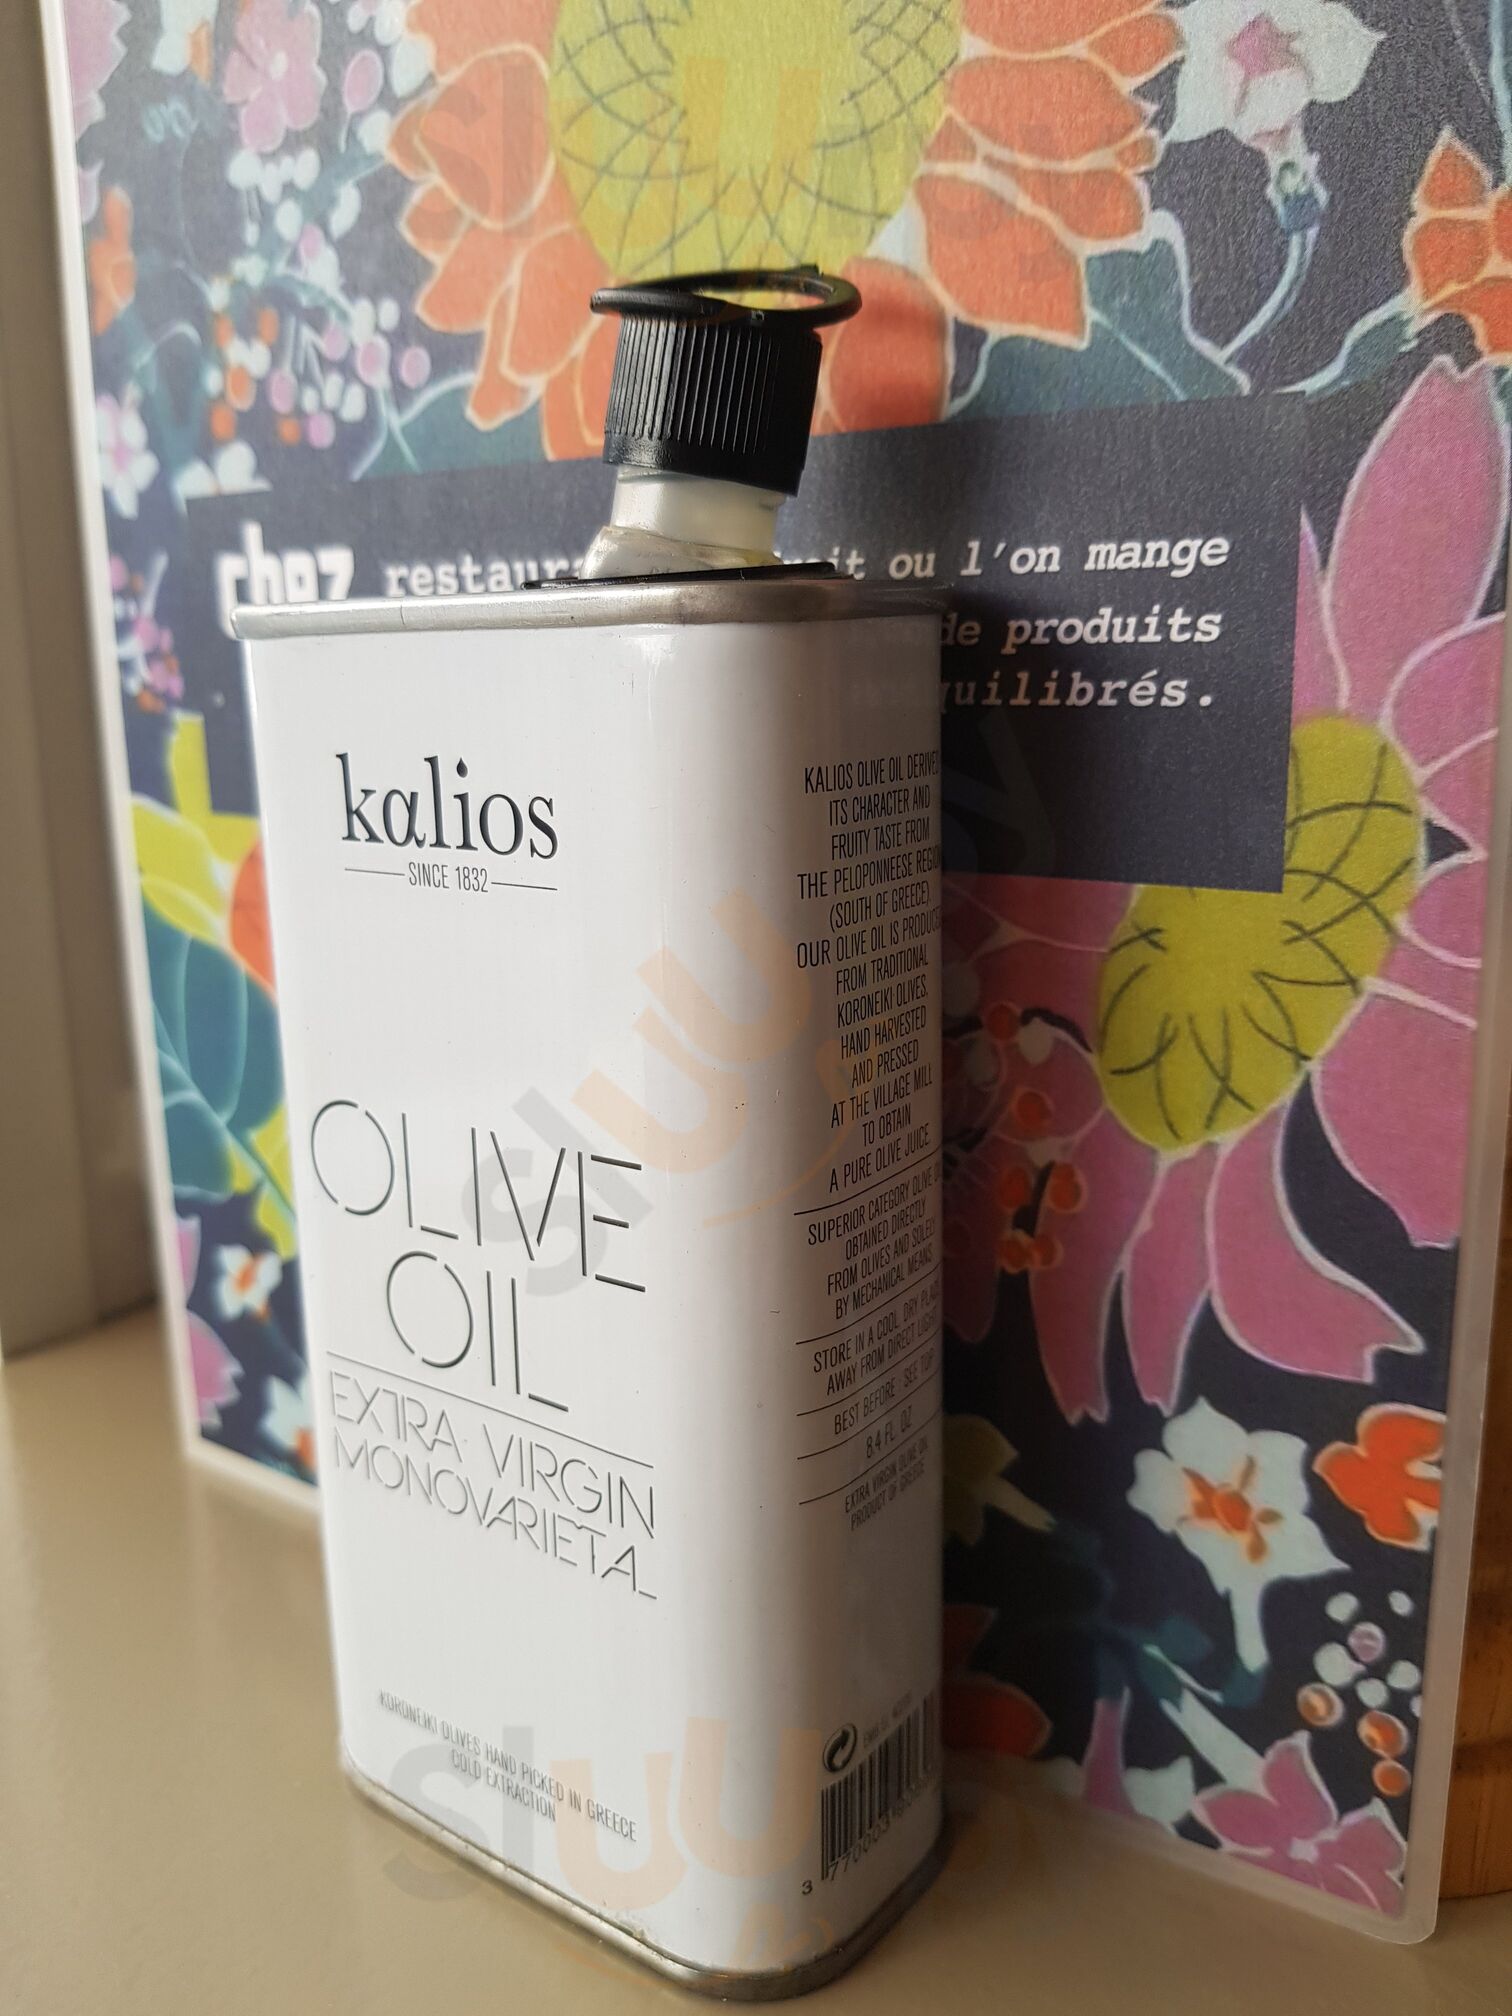 chez restaura
ou l'on mange
de produits
quilibrés.
kαlios
SINCE 1832
OLIVE
OIL
EXTRA VIRGIN
MONOVARIETAL
KORONEIKI OLIVES HAND PICKED IN GREECE
COLD EXTRACTION
KALIOS OLIVE OIL DERIVES
ITS CHARACTER AND
FRUITY TASTE FROM
THE PELOPONNEESE REGION
(SOUTH OF GREECE).
OUR OLIVE OIL IS PRODUCED
FROM TRADITIONAL
KORONEIKI OLIVES,
HAND HARVESTED
AND PRESSED
AT THE VILLAGE MILL
TO OBTAIN
A PURE OLIVE JUICE.
SUPERIOR CATEGORY OLIVE OIL
OBTAINED DIRECTLY
FROM OLIVES AND SOLELY
BY MECHANICAL MEANS
STORE IN A COOL, DRY PLACE
AWAY FROM DIRECT LIGHT
BEST BEFORE : SEE TOP
8.4 FL. OZ.
EXTRA VIRGIN OLIVE OIL
PRODUCT OF GREECE
sluurpy
sluurpy